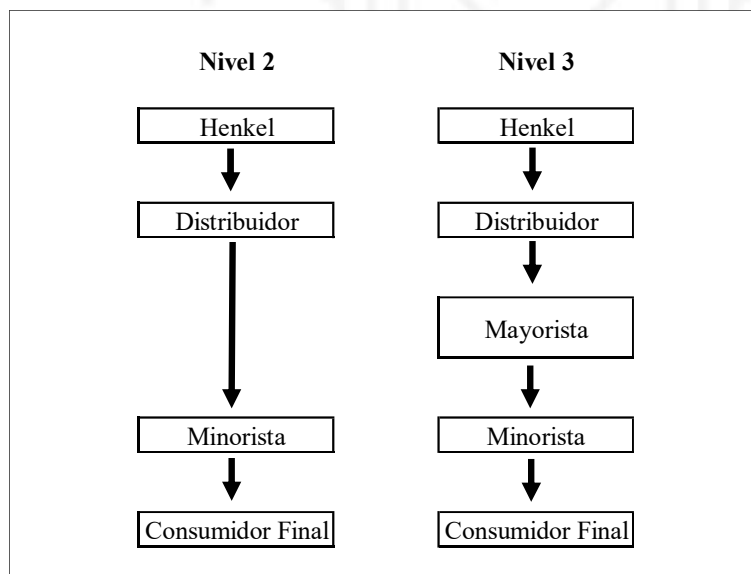 Nivel 2
Henkel
Distribuidor
Minorista
Consumidor Final
Nivel 3
Henkel
Distribuidor
Mayorista
Minorista
Consumidor Final